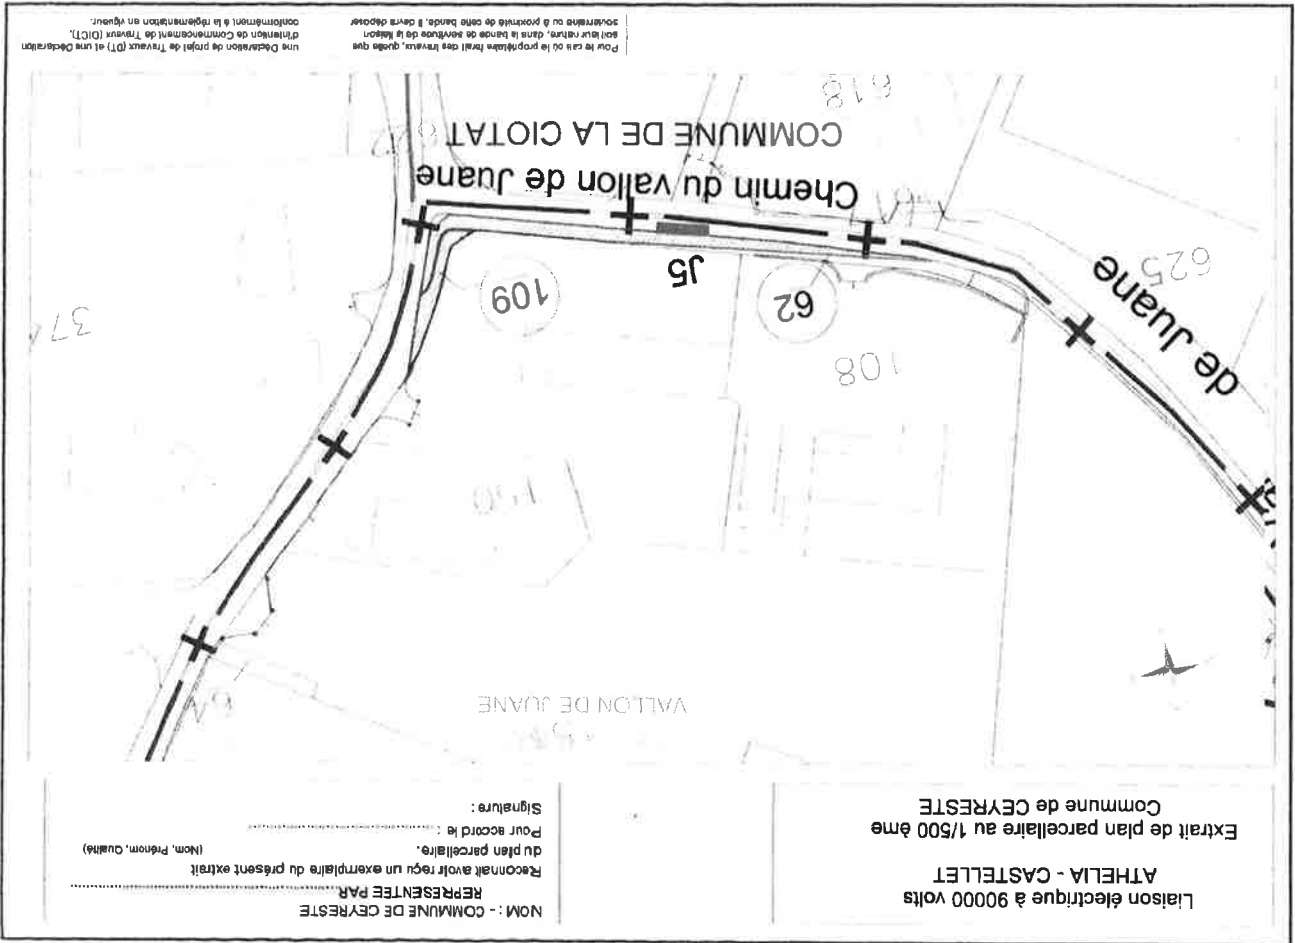 Liaison électrique à 90000 volts
ATHELIA - CASTELLET
Extrait de plan parcellaire au 1/500 ème
Commune de CEYRESTE
NOM : - COMMUNE DE CEYRESTE
REPRESENTEE PAR
Reconnait avoir reçu un exemplaire du présent extrait
du plan parcellaire.
(Nom, Prénom, Qualité)
Pour accord le :
Signature :
VALLON DE JUANE
108
62
109
J5
37
625
de Juane
Chemin du vallon de Juane
COMMUNE DE LA CIOTAT
618
Pour le cas où le propriétaire ferait des travaux, quelle que
soit leur nature, dans la bande de servitude de la liaison
souterraine ou à proximité de cette bande, il devra déposer
une Déclaration de projet de Travaux (DT) et une Déclaration
d'intention de Commencement de Travaux (DICT),
conformément à la réglementation en vigueur.